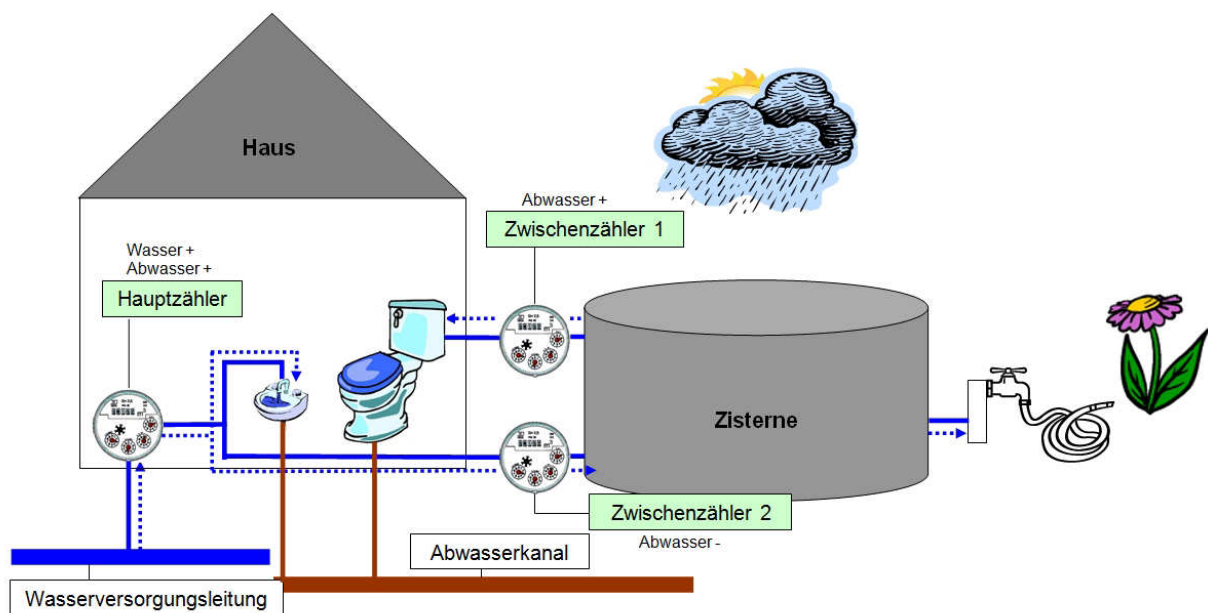 Haus
Abwasser +
Zwischenzähler 1
Wasser +
Abwasser +
Hauptzähler
Zisterne
Zwischenzähler 2
Abwasser -
Abwasserkanal
Wasserversorgungsleitung